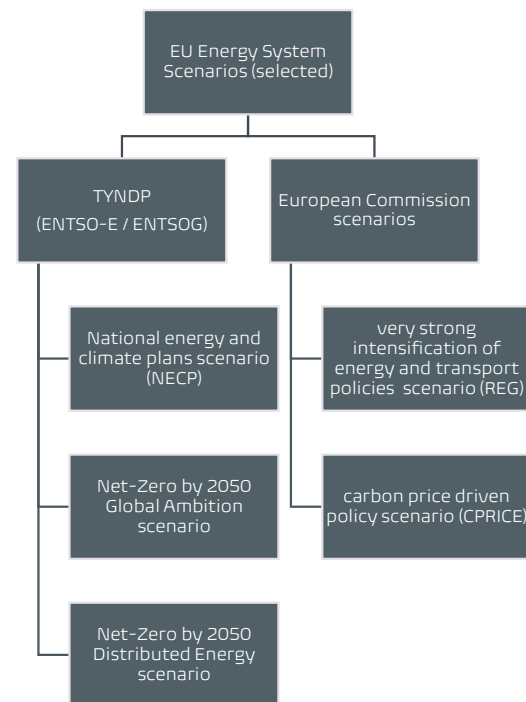 EU Energy System
Scenarios (selected)
TYNDP
(ENTSO-E / ENTSOG)
European Commission
scenarios
National energy and
climate plans scenario
(NECP)
very strong
intensification of
energy and transport
policies scenario (REG)
Net-Zero by 2050
Global Ambition
scenario
carbon price driven
policy scenario (CPRICE)
Net-Zero by 2050
Distributed Energy
scenario